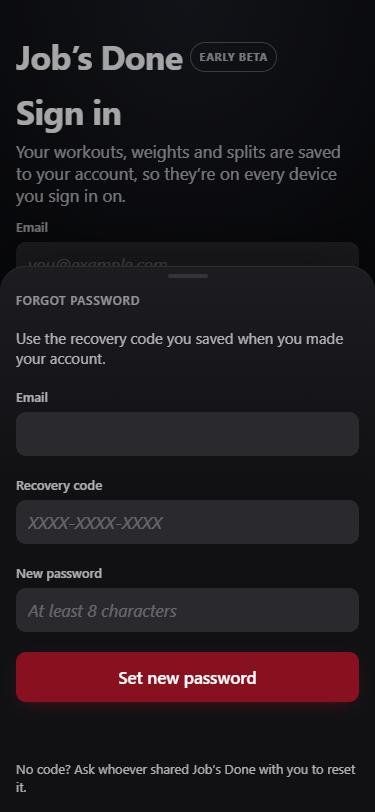 Job's Done EARLY BETA
Sign in
Your workouts, weights and splits are saved
to your account, so they're on every device
you sign in on.
Email
you@example.com
FORGOT PASSWORD
Use the recovery code you saved when you made
your account.
Email
Recovery code
XXXX-XXXX-XXXX
New password
At least 8 characters
Set new password
No code? Ask whoever shared Job's Done with you to reset
it.